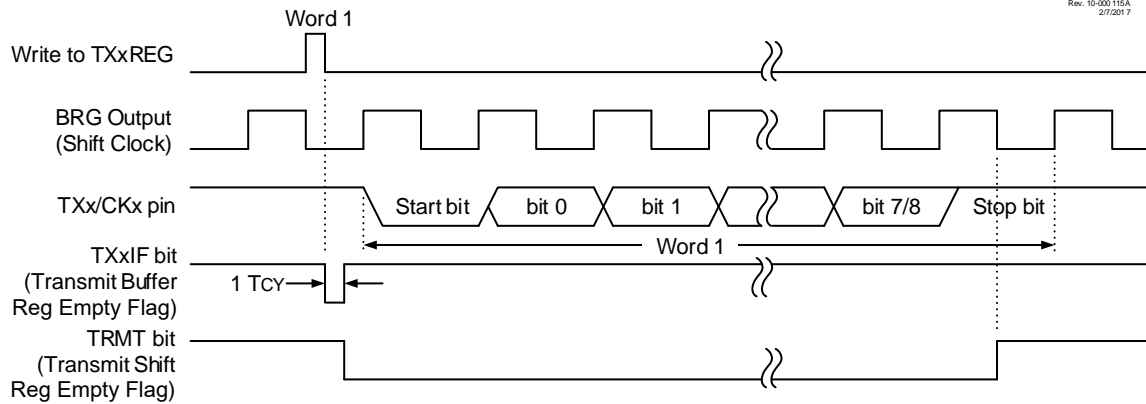 Rev. 10-000 115A
2/7/201 7
Word 1
Write to TXxREG
BRG Output
(Shift Clock)
TXx/CKx pin
Start bit
bit 0
bit 1
bit 7/8
Stop bit
Word 1
TXxIF bit
(Transmit Buffer
Reg Empty Flag)
1 TCY
TRMT bit
(Transmit Shift
Reg Empty Flag)